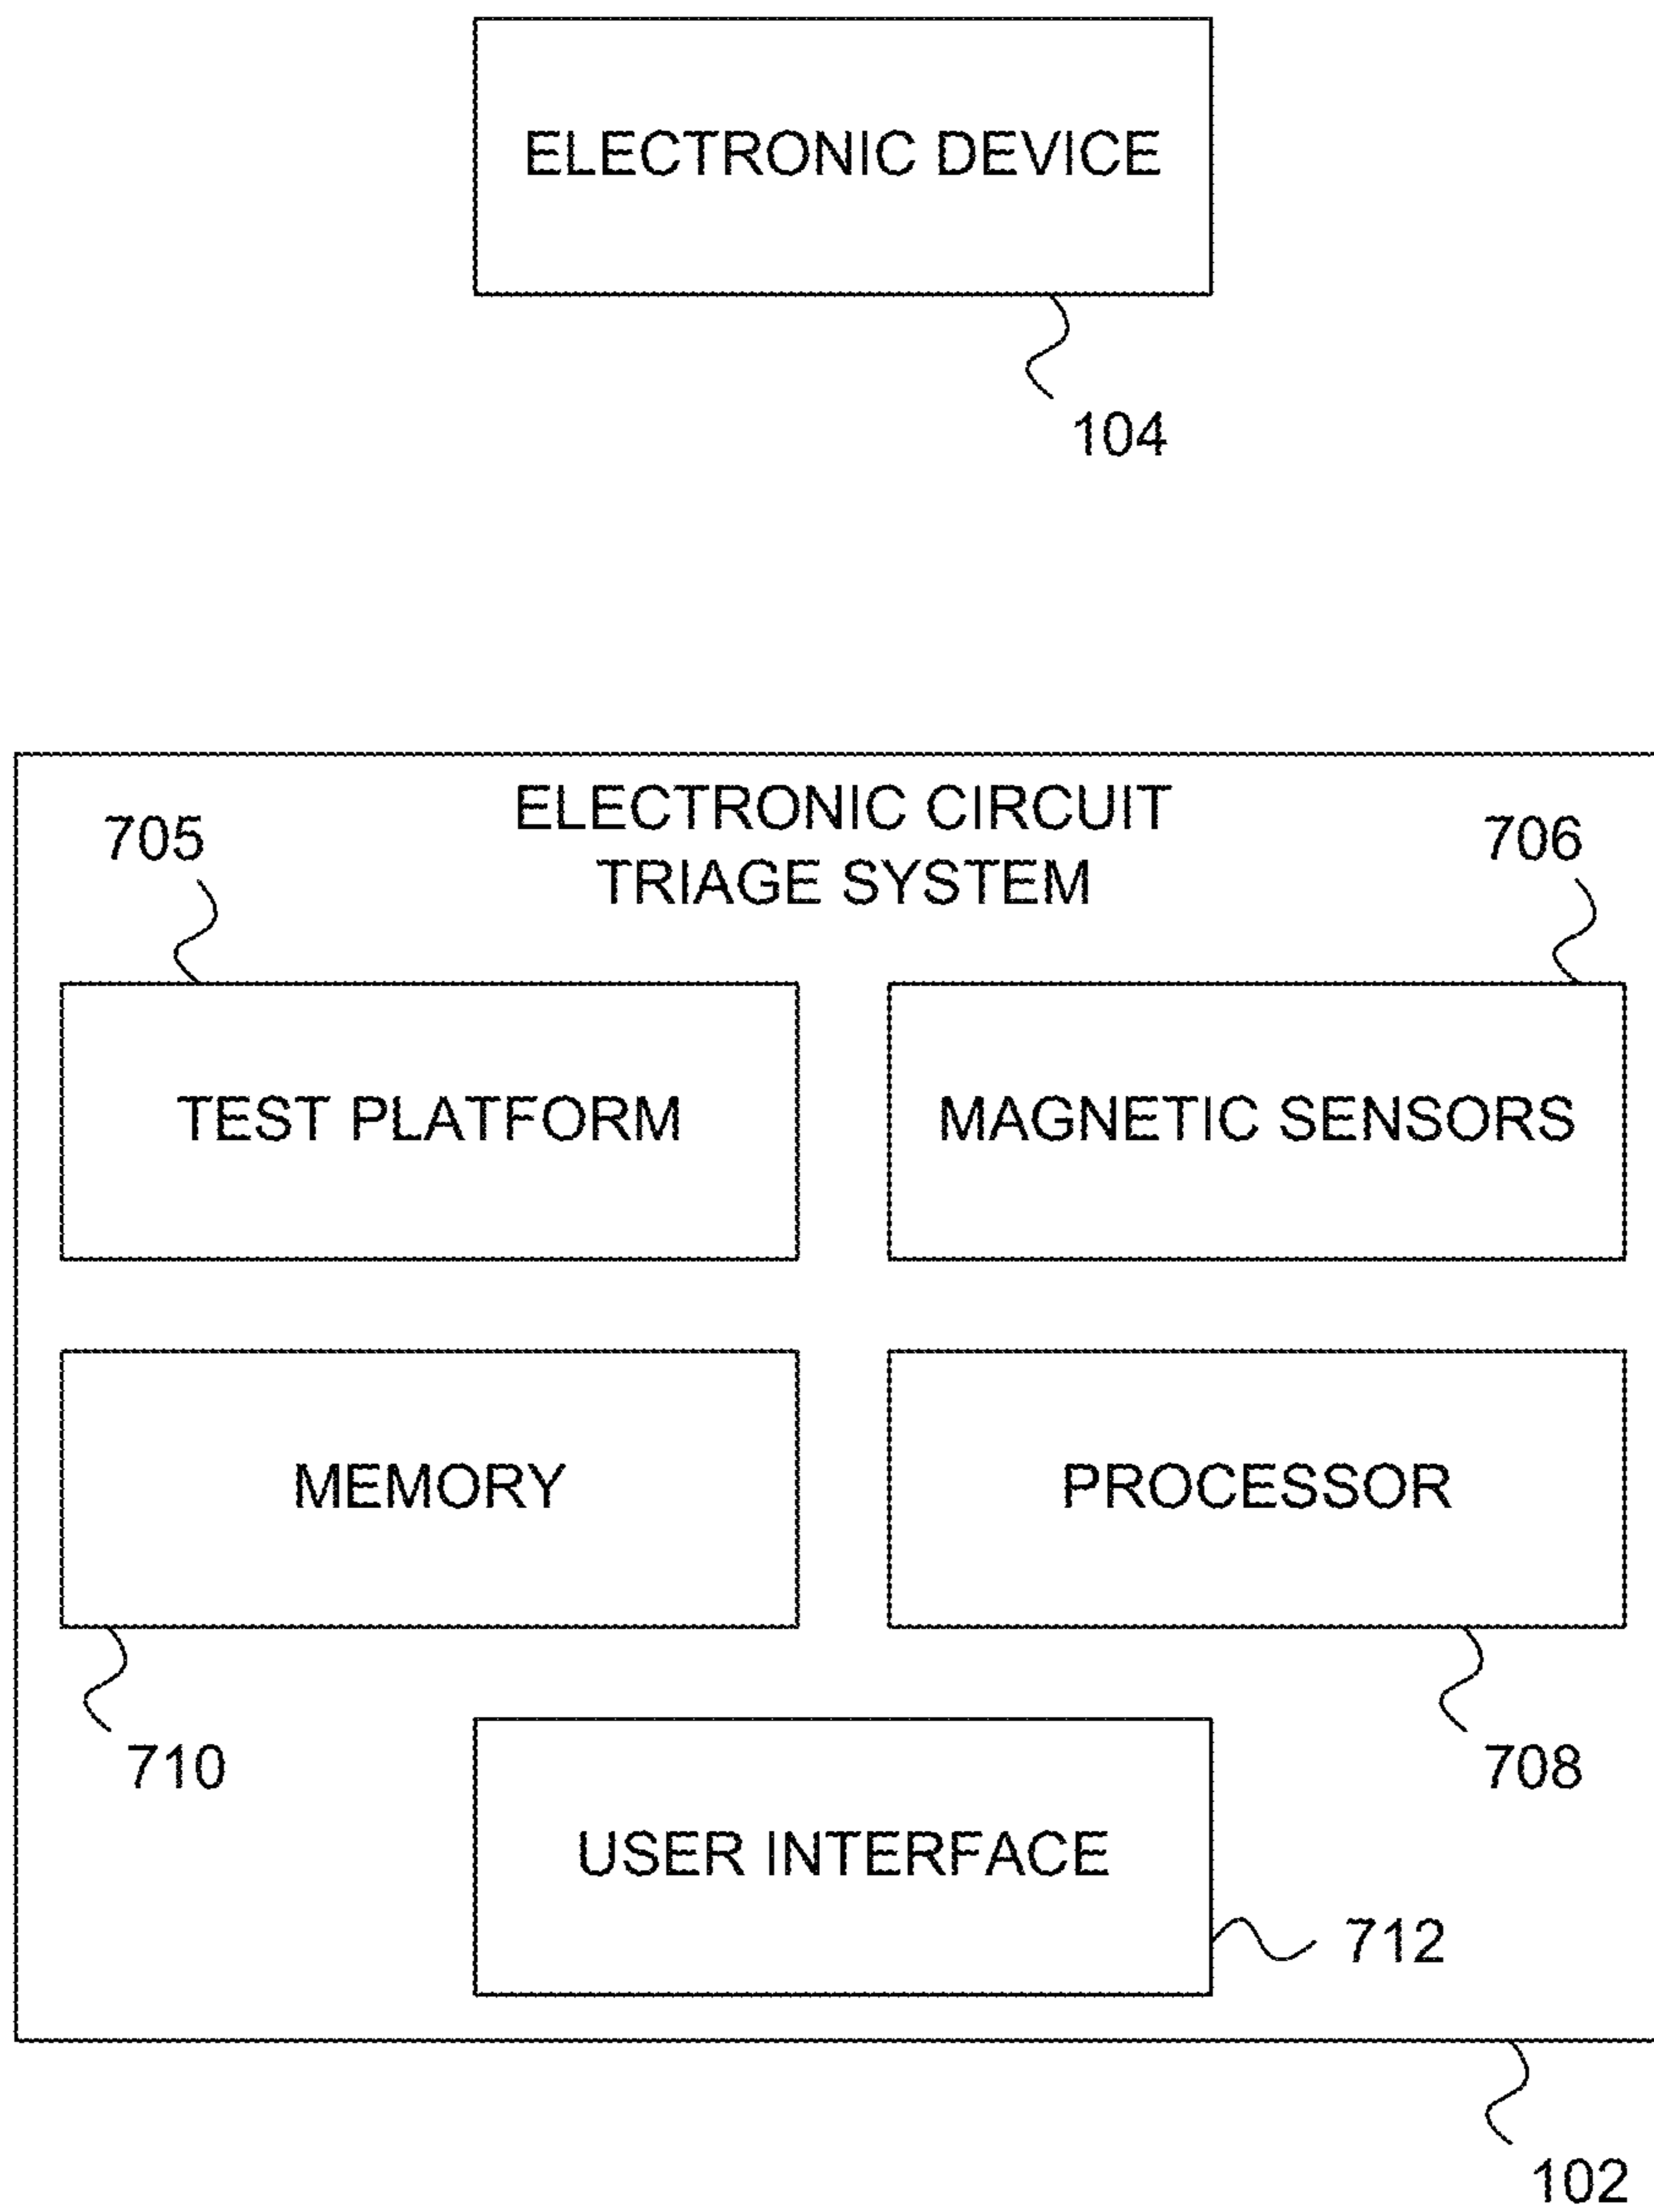 ELECTRONIC DEVICE
104
ELECTRONIC CIRCUIT
TRIAGE SYSTEM
705
706
TEST PLATFORM
MAGNETIC SENSORS
MEMORY
PROCESSOR
710
708
USER INTERFACE
712
102